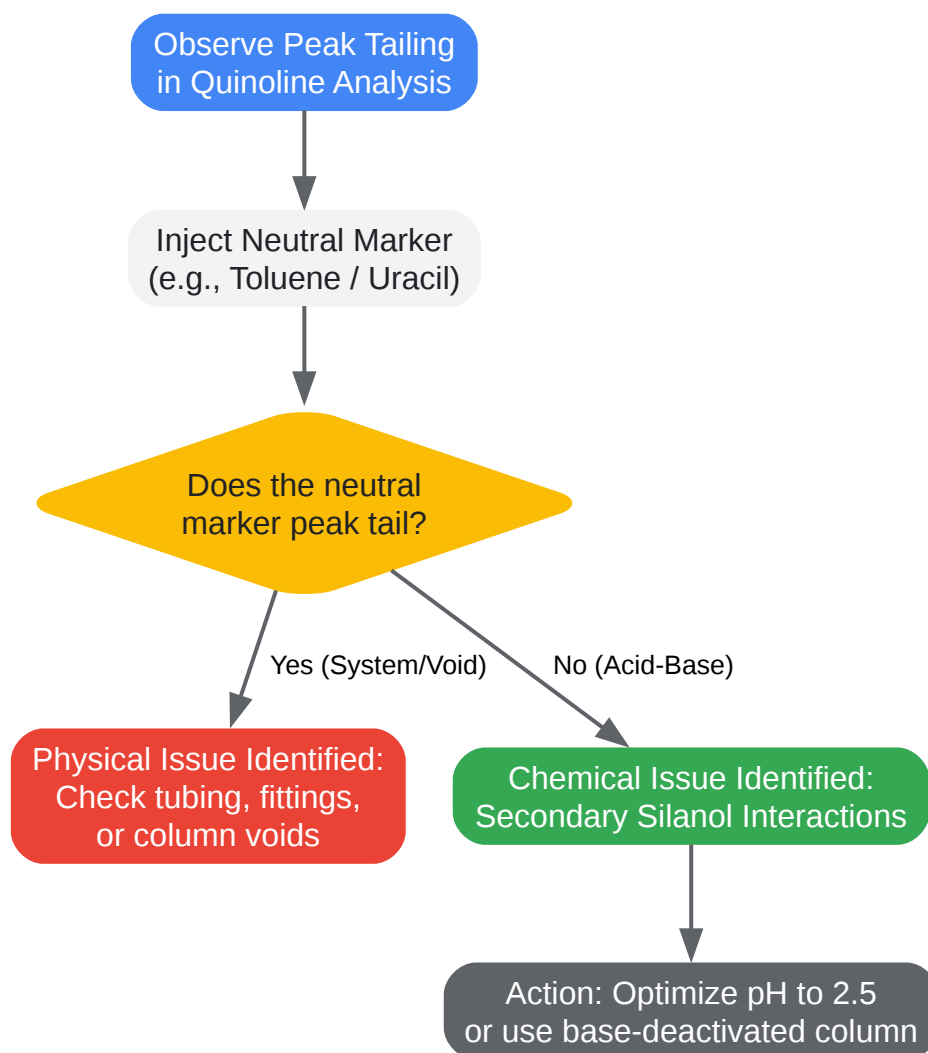 Observe Peak Tailing
in Quinoline Analysis
Inject Neutral Marker
(e.g., Toluene / Uracil)
Does the neutral
marker peak tail?
Yes (System/Void)
No (Acid-Base)
Physical Issue Identified:
Check tubing, fittings,
or column voids
Chemical Issue Identified:
Secondary Silanol Interactions
Action: Optimize pH to 2.5
or use base-deactivated column